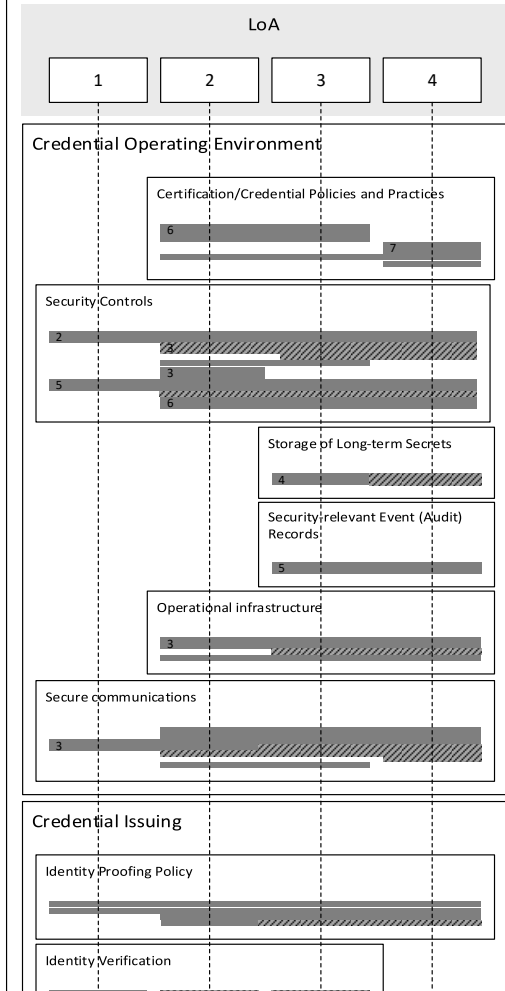 LoA
1 2 3 4
Credential Operating Environment
Certification/Credential Policies and Practices
6
7
Security Controls
2
3
3
5
6
Storage of Long-term Secrets
4
Security-relevant Event (Audit)
Records
5
Operational infrastructure
3
Secure communications
3
Credential Issuing
Identity Proofing Policy
Identity Verification